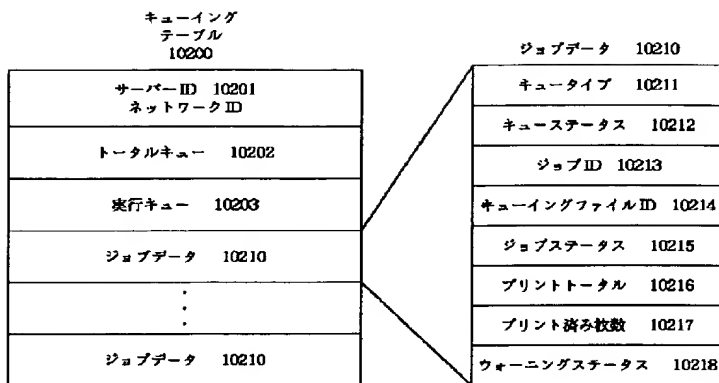 キューイング
テーブル
10200
サーバーID 10201
ネットワークID
トータルキュー 10202
実行キュー 10203
ジョブデータ 10210
・
・
・
ジョブデータ 10210
ジョブデータ 10210
キュータイプ 10211
キューステータス 10212
ジョブID 10213
キューイングファイルID 10214
ジョブステータス 10215
プリントトータル 10216
プリント済み枚数 10217
ウォーニングステータス 10218